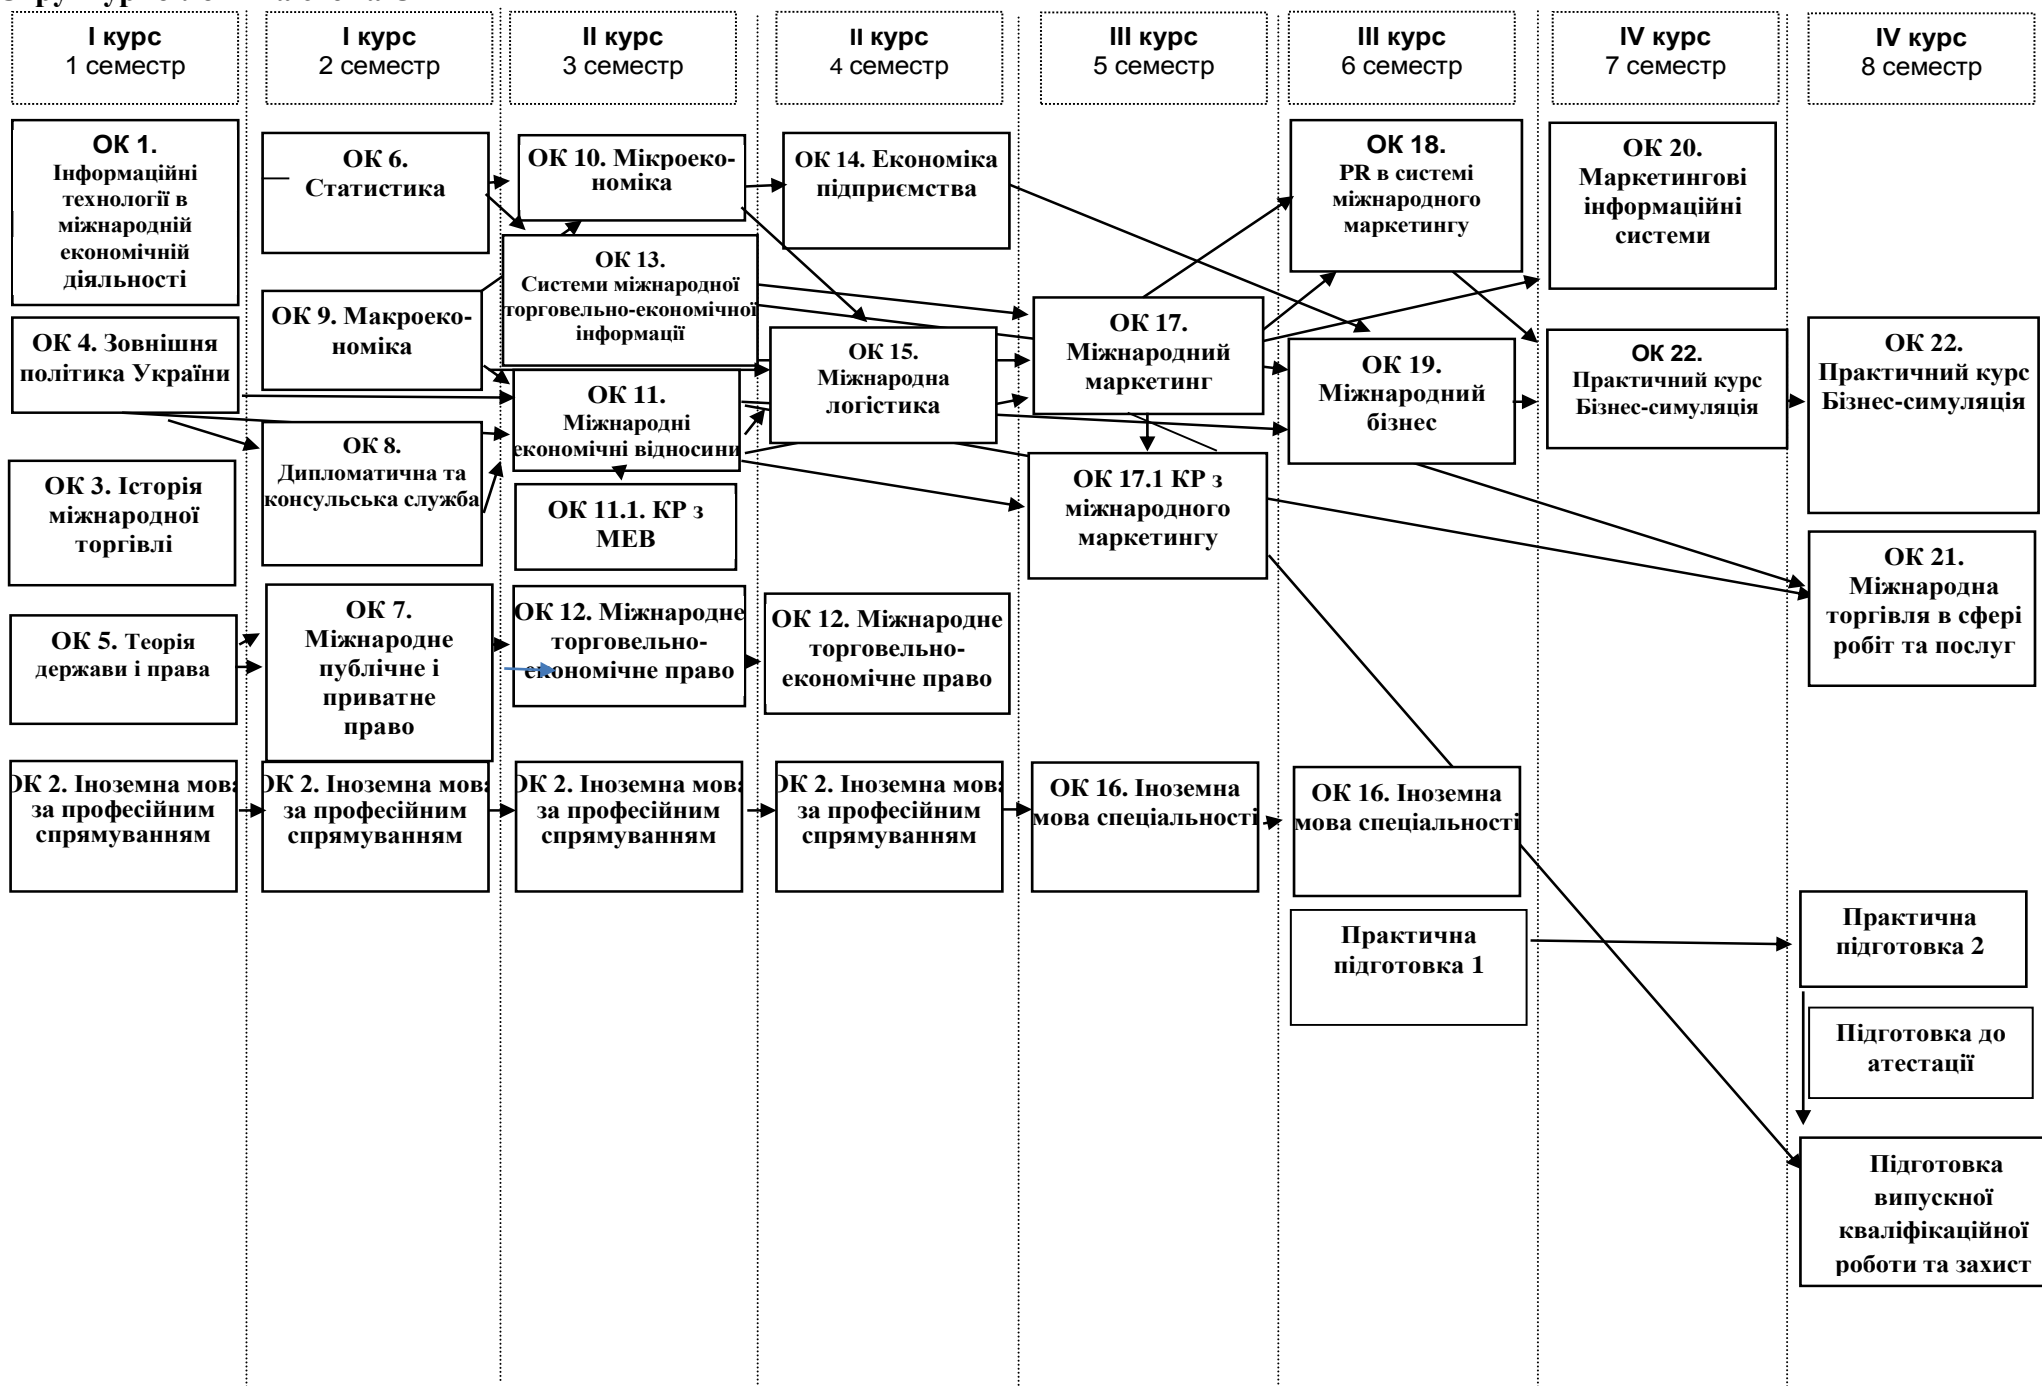 I курс
1 семестр
I курс
2 семестр
II курс
3 семестр
II курс
4 семестр
III курс
5 семестр
III курс
6 семестр
IV курс
7 семестр
IV курс
8 семестр
ОК 1.
Інформаційні
технології в
міжнародній
економічній
діяльності
ОК 4. Зовнішня
політика України
ОК 3. Історія
міжнародної
торгівлі
ОК 5. Теорія
держави і права
ОК 2. Іноземна мова
за професійним
спрямуванням
ОК 6.
Статистика
ОК 9. Макроеко-
номіка
ОК 8.
Дипломатична та
консульська служба
ОК 7.
Міжнародне
публічне і
приватне
право
ОК 2. Іноземна мова
за професійним
спрямуванням
ОК 10. Мікроеко-
номіка
ОК 13.
Системи міжнародної
торговельно-економічної
інформації
ОК 11.
Міжнародні
економічні відносини
ОК 11.1. КР з
МЕВ
ОК 12. Міжнародне
торговельно-
економічне право
ОК 2. Іноземна мова
за професійним
спрямуванням
ОК 14. Економіка
підприємства
ОК 15.
Міжнародна
логістика
ОК 12. Міжнародне
торговельно-
економічне право
ОК 2. Іноземна мова
за професійним
спрямуванням
ОК 17.
Міжнародний
маркетинг
ОК 17.1 КР з
міжнародного
маркетингу
ОК 16. Іноземна
мова спеціальності
ОК 18.
PR в системі
міжнародного
маркетингу
ОК 19.
Міжнародний
бізнес
ОК 16. Іноземна
мова спеціальності
Практична
підготовка 1
ОК 20.
Маркетингові
інформаційні
системи
ОК 22.
Практичний курс
Бізнес-симуляція
ОК 22.
Практичний курс
Бізнес-симуляція
ОК 21.
Міжнародна
торгівля в сфері
робіт та послуг
Практична
підготовка 2
Підготовка до
атестації
Підготовка
випускної
кваліфікаційної
роботи та захист